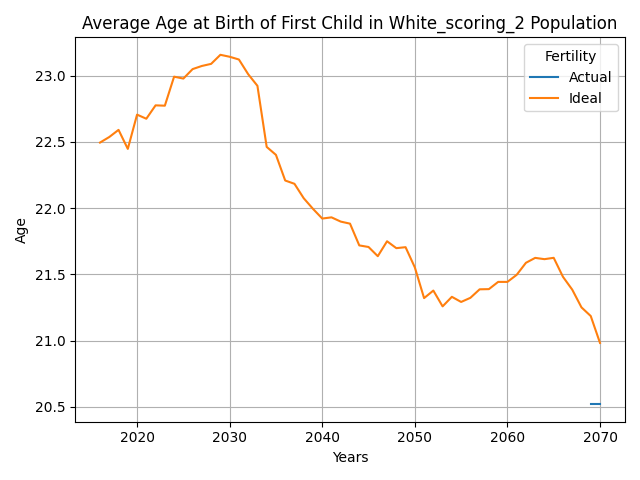 Average Age at Birth of First Child in White_scoring_2 Population
Fertility
Actual
Ideal
Age
23.0
22.5
22.0
21.5
21.0
20.5
2020 2030 2040 2050 2060 2070
Years